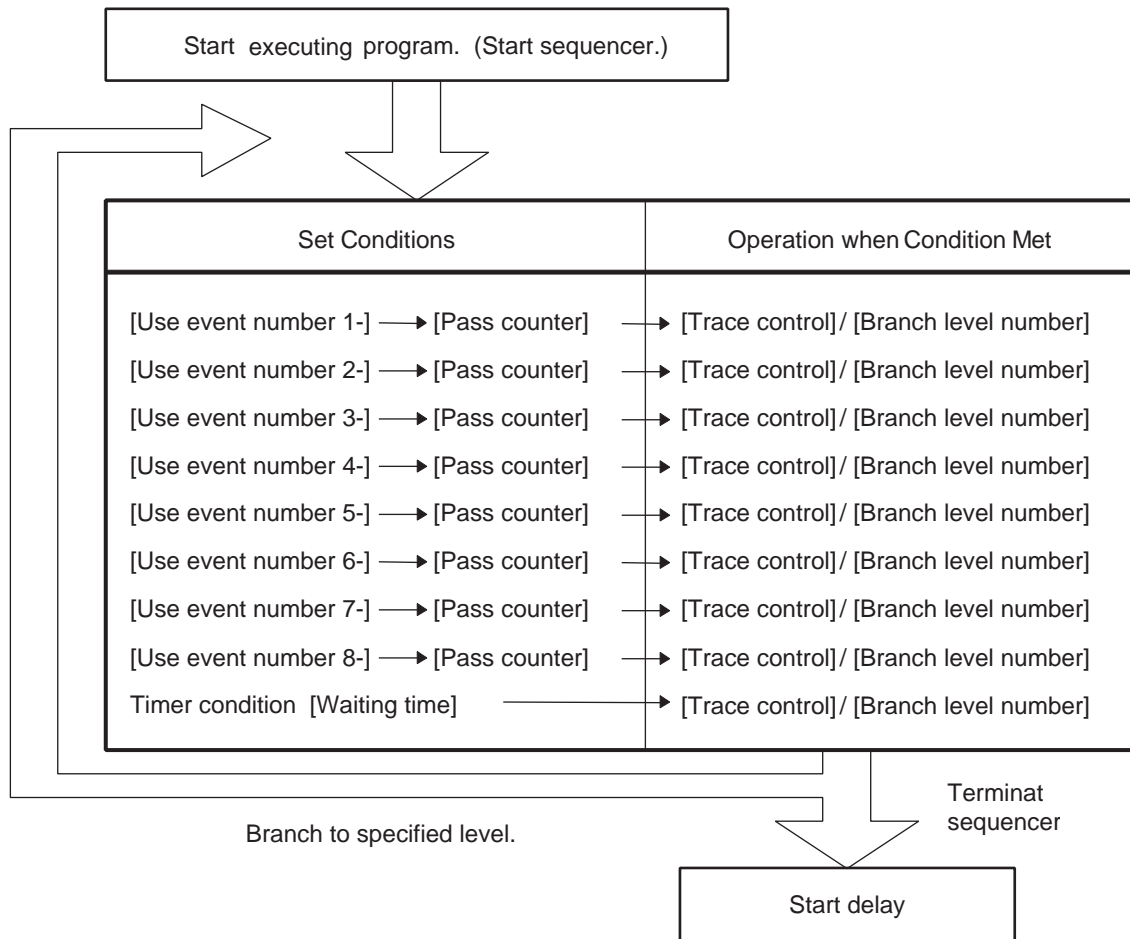 Start executing program. (Start sequencer.)
Set Conditions Operation when Condition Met
[Use event number 1-] [Pass counter] [Trace control] / [Branch level number]
[Use event number 2-] [Pass counter] [Trace control] / [Branch level number]
[Use event number 3-] [Pass counter] [Trace control] / [Branch level number]
[Use event number 4-] [Pass counter] [Trace control] / [Branch level number]
[Use event number 5-] [Pass counter] [Trace control] / [Branch level number]
[Use event number 6-] [Pass counter] [Trace control] / [Branch level number]
[Use event number 7-] [Pass counter] [Trace control] / [Branch level number]
[Use event number 8-] [Pass counter] [Trace control] / [Branch level number]
Timer condition [Waiting time] [Trace control] / [Branch level number]
Terminat
sequencer
Branch to specified level.
Start delay